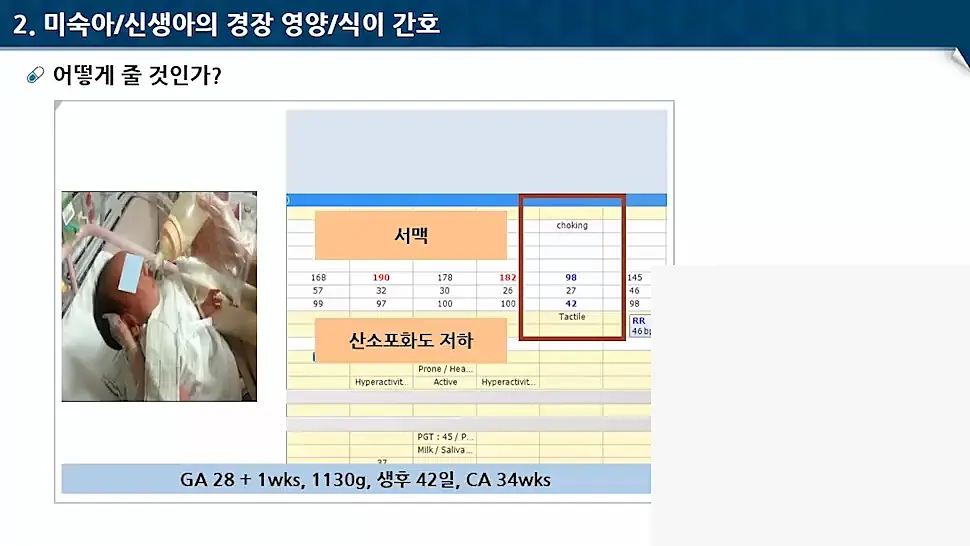 2. 미숙아/신생아의 경장 영양/식이 간호
어떻게 줄 것인가?
choking
서맥
168 190 178 182 98 145
57 32 30 26 27 46
99 97 100 100 42 98
Tactile
RR
산소포화도 저하
Prone / Hea...
Hyperactivit... Active Hyperactivit...
PGT : 45 / P...
Milk / Saliva...
GA 28 + 1wks, 1130g, 생후 42일, CA 34wks